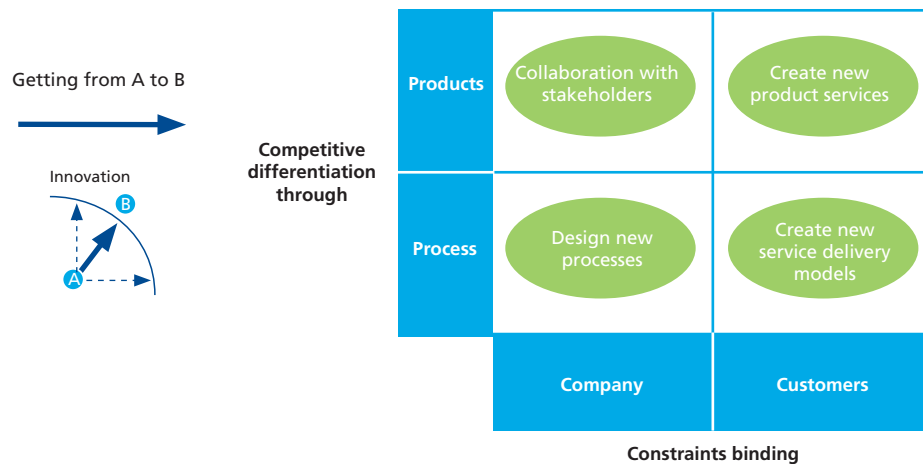 Getting from A to B
Innovation
B
A
Competitive
differentiation
through
Products
Collaboration with
stakeholders
Create new
product services
Process
Design new
processes
Create new
service delivery
models
Company
Customers
Constraints binding